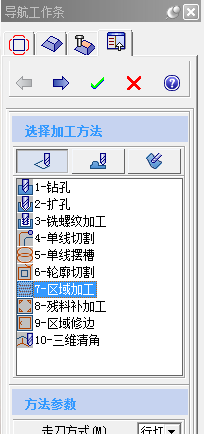 导航工作条
选择加工方法
1-钻孔
2-扩孔
3-铣螺纹加工
4-单线切割
5-单线摆槽
6-轮廓切割
7-区域加工
8-残料补加工
9-区域修边
10-三维清角
方法参数
走刀方式(M) 行切